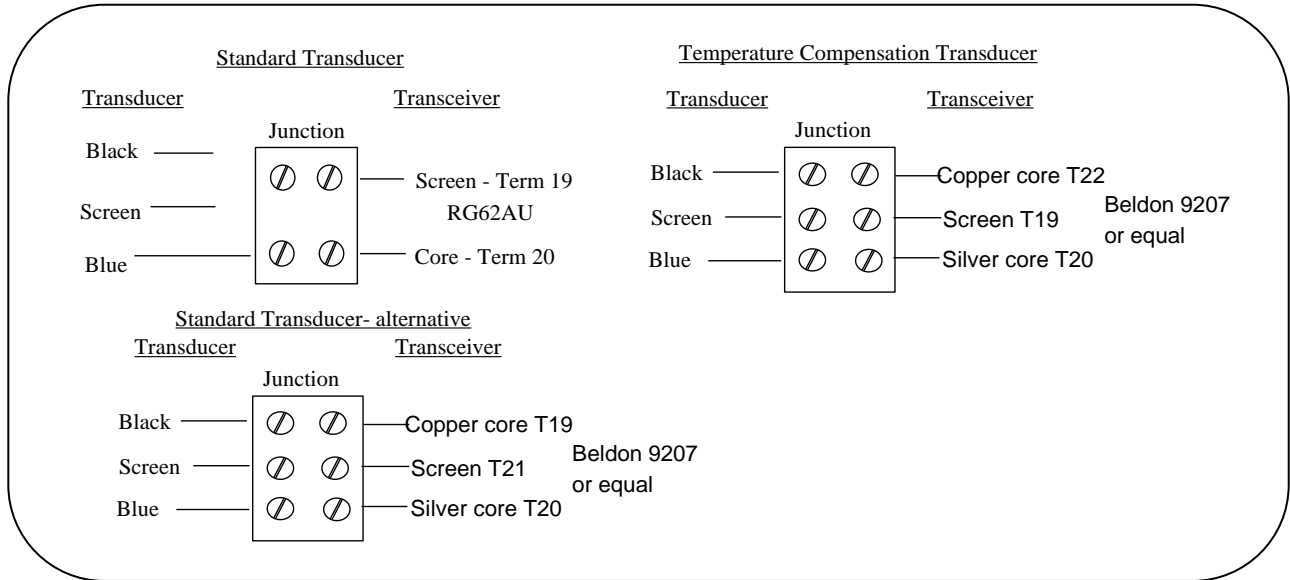 Standard Transducer
Transducer Transceiver
Junction
Black
Screen - Term 19
Screen
RG62AU
Blue
Core - Term 20
Temperature Compensation Transducer
Transducer Transceiver
Junction
Black Copper core T22
Screen Screen T19
Blue Silver core T20
Beldon 9207
or equal
Standard Transducer- alternative
Transducer Transceiver
Junction
Black Copper core T19
Screen Screen T21
Blue Silver core T20
Beldon 9207
or equal